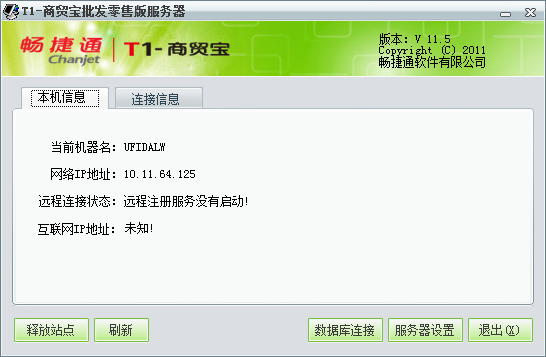 T1-商贸宝批发零售版服务器
畅捷通 T1-商贸宝
Chanjet
版本: V 11.5
Copyright (C) 2011
畅捷通软件有限公司
本机信息 连接信息
当前机器名: UFIDALW
网络IP地址: 10.11.64.125
远程连接状态: 远程注册服务没有启动!
互联网IP地址: 未知!
释放站点 刷新 数据库连接 服务器设置 退出(X)